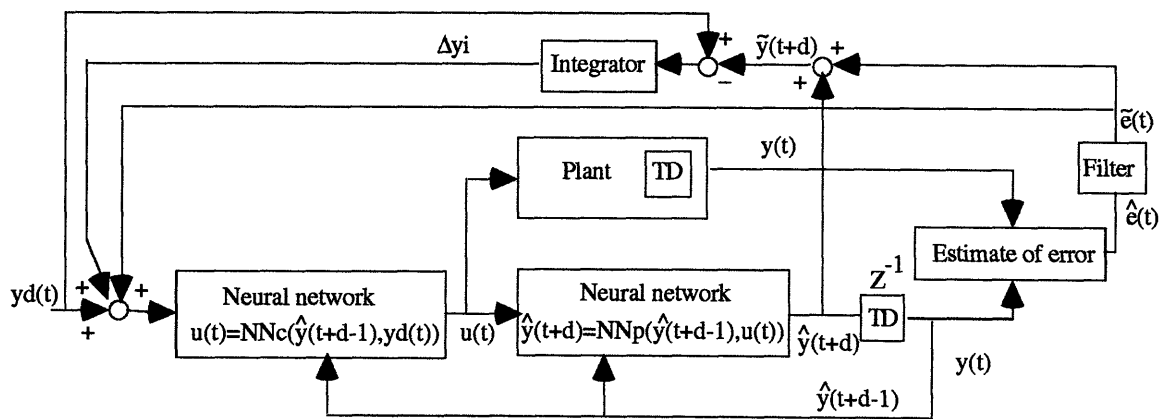 +
Δyi
ỹ(t+d)
+
Integrator
−
+
ẽ(t)
y(t)
Plant
TD
Filter
ê(t)
Estimate of error
Z⁻¹
+
+
+
yd(t)
+
Neural network
u(t)=NNc(ŷ(t+d-1),yd(t))
u(t)
Neural network
ŷ(t+d)=NNp(ŷ(t+d-1),u(t))
ŷ(t+d)
TD
y(t)
ŷ(t+d-1)